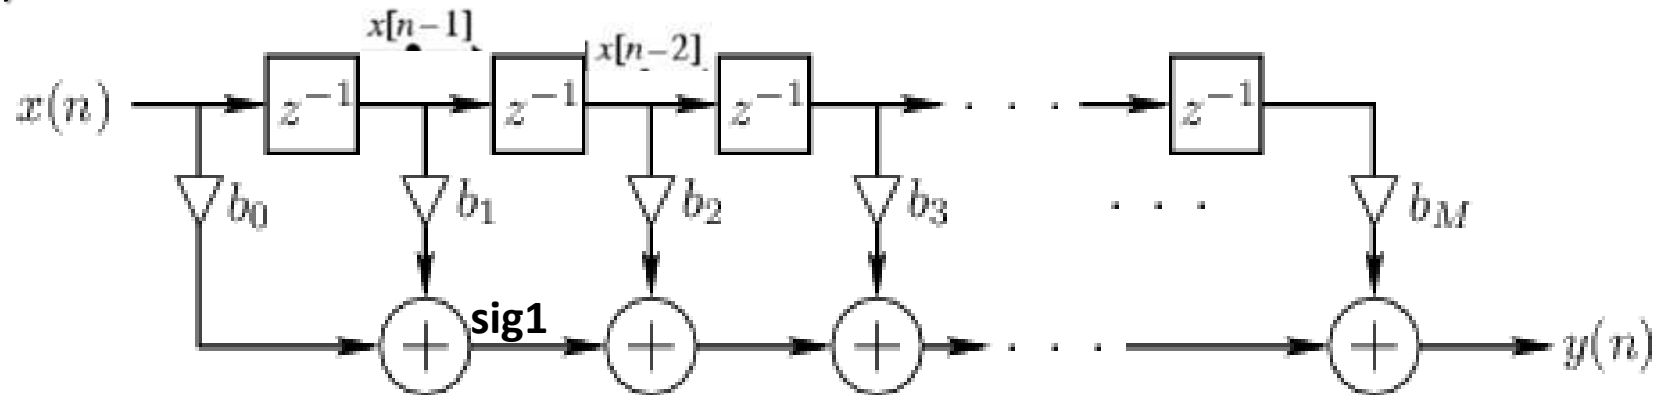 x[n−1]
x[n−2]
x(n) z⁻¹ z⁻¹ z⁻¹ · · · z⁻¹
b₀ b₁ b₂ b₃ · · · b_M
sig1
+ + + · · · + y(n)